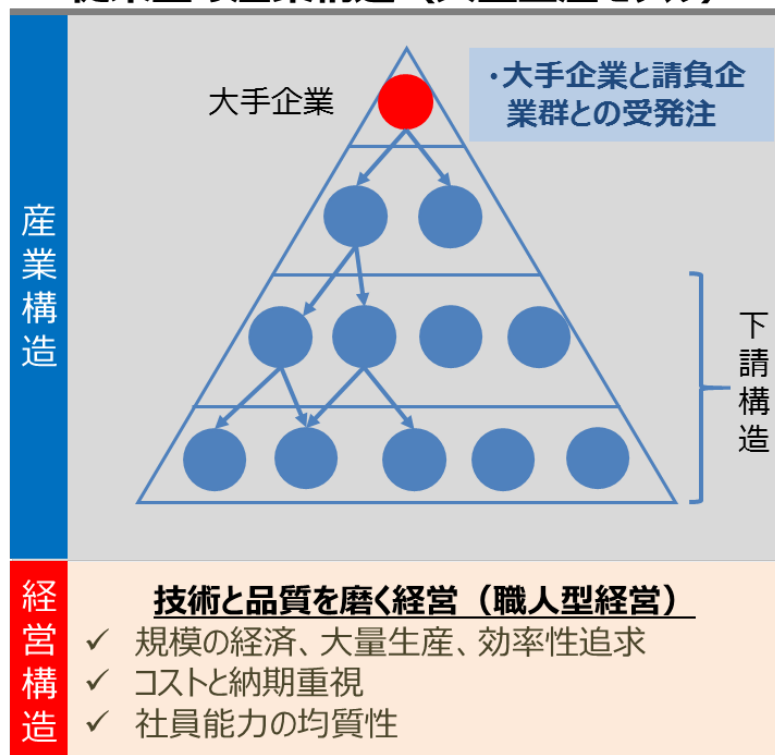 大手企業
・大手企業と請負企
業群との受発注
産業構造
下請構造
経営構造
技術と品質を磨く経営（職人型経営）
✓ 規模の経済、大量生産、効率性追求
✓ コストと納期重視
✓ 社員能力の均質性